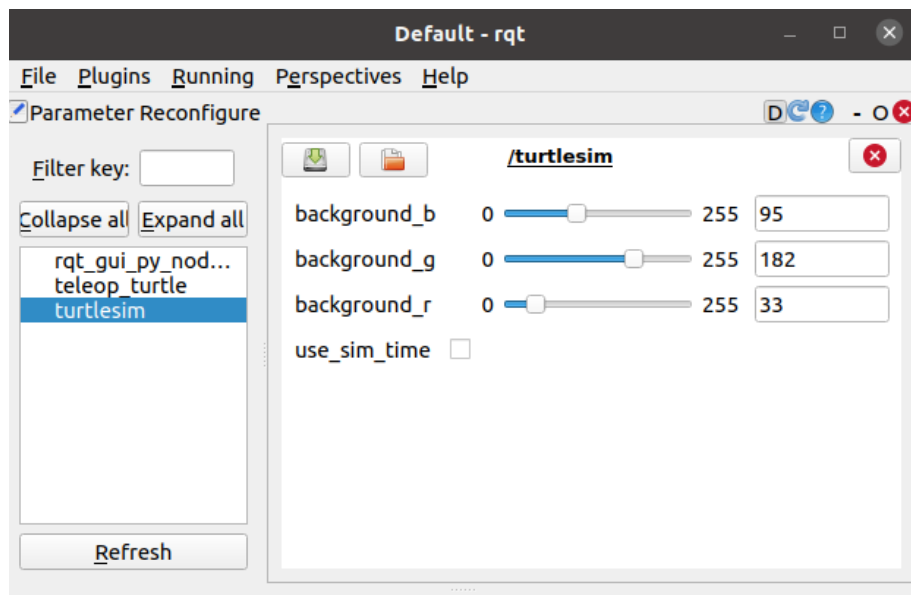 Default - rqt
File Plugins Running Perspectives Help
Parameter Reconfigure
D ? - O
Filter key:
Collapse all Expand all
rqt_gui_py_nod...
teleop_turtle
turtlesim
Refresh
/turtlesim
background_b 0 255 95
background_g 0 255 182
background_r 0 255 33
use_sim_time